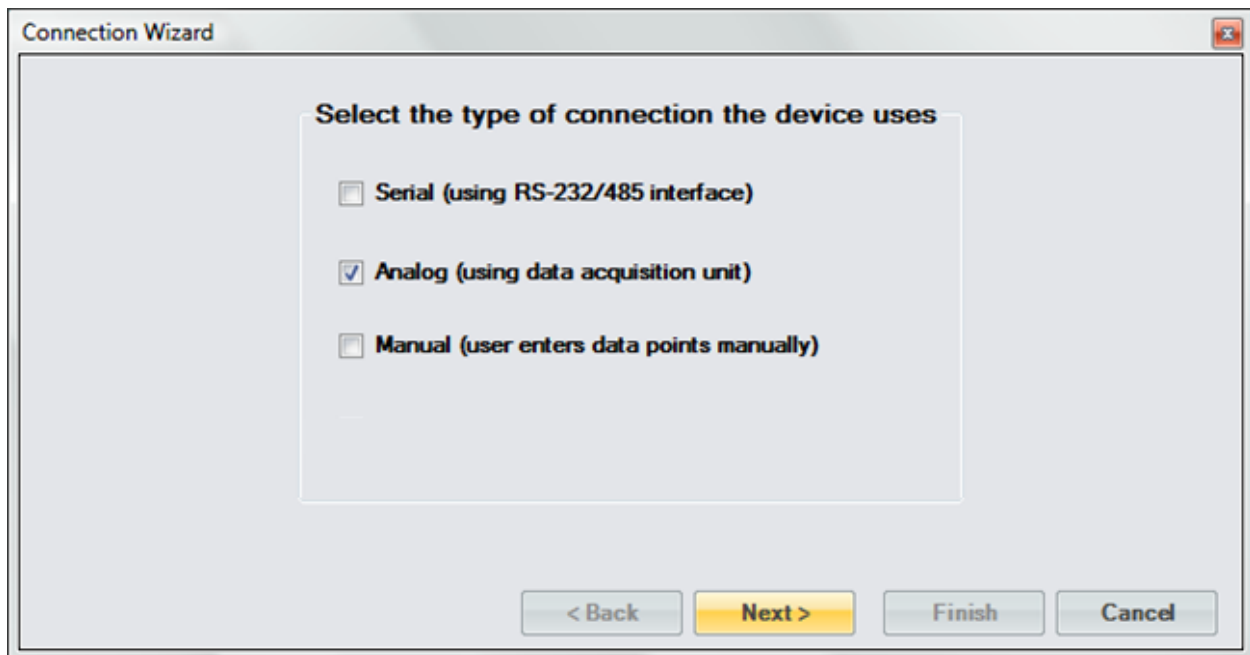 Connection Wizard
Select the type of connection the device uses
Serial (using RS-232/485 interface)
Analog (using data acquisition unit)
Manual (user enters data points manually)
< Back
Next >
Finish
Cancel